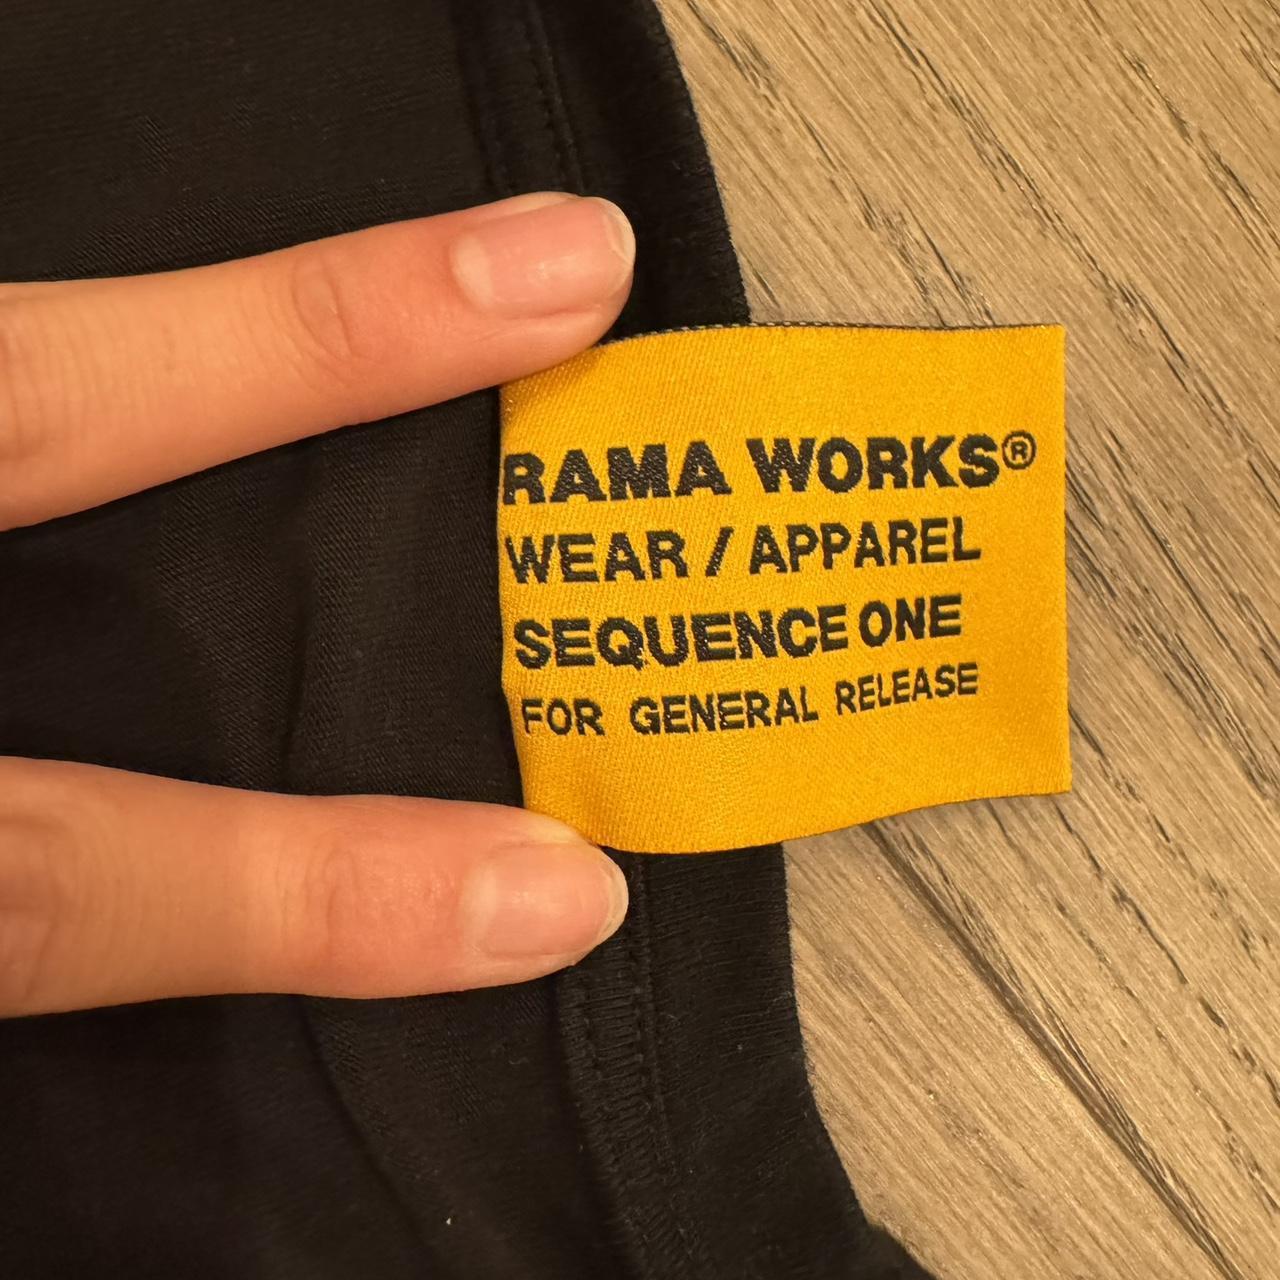 RAMA WORKS®
WEAR / APPAREL
SEQUENCE ONE
FOR GENERAL RELEASE